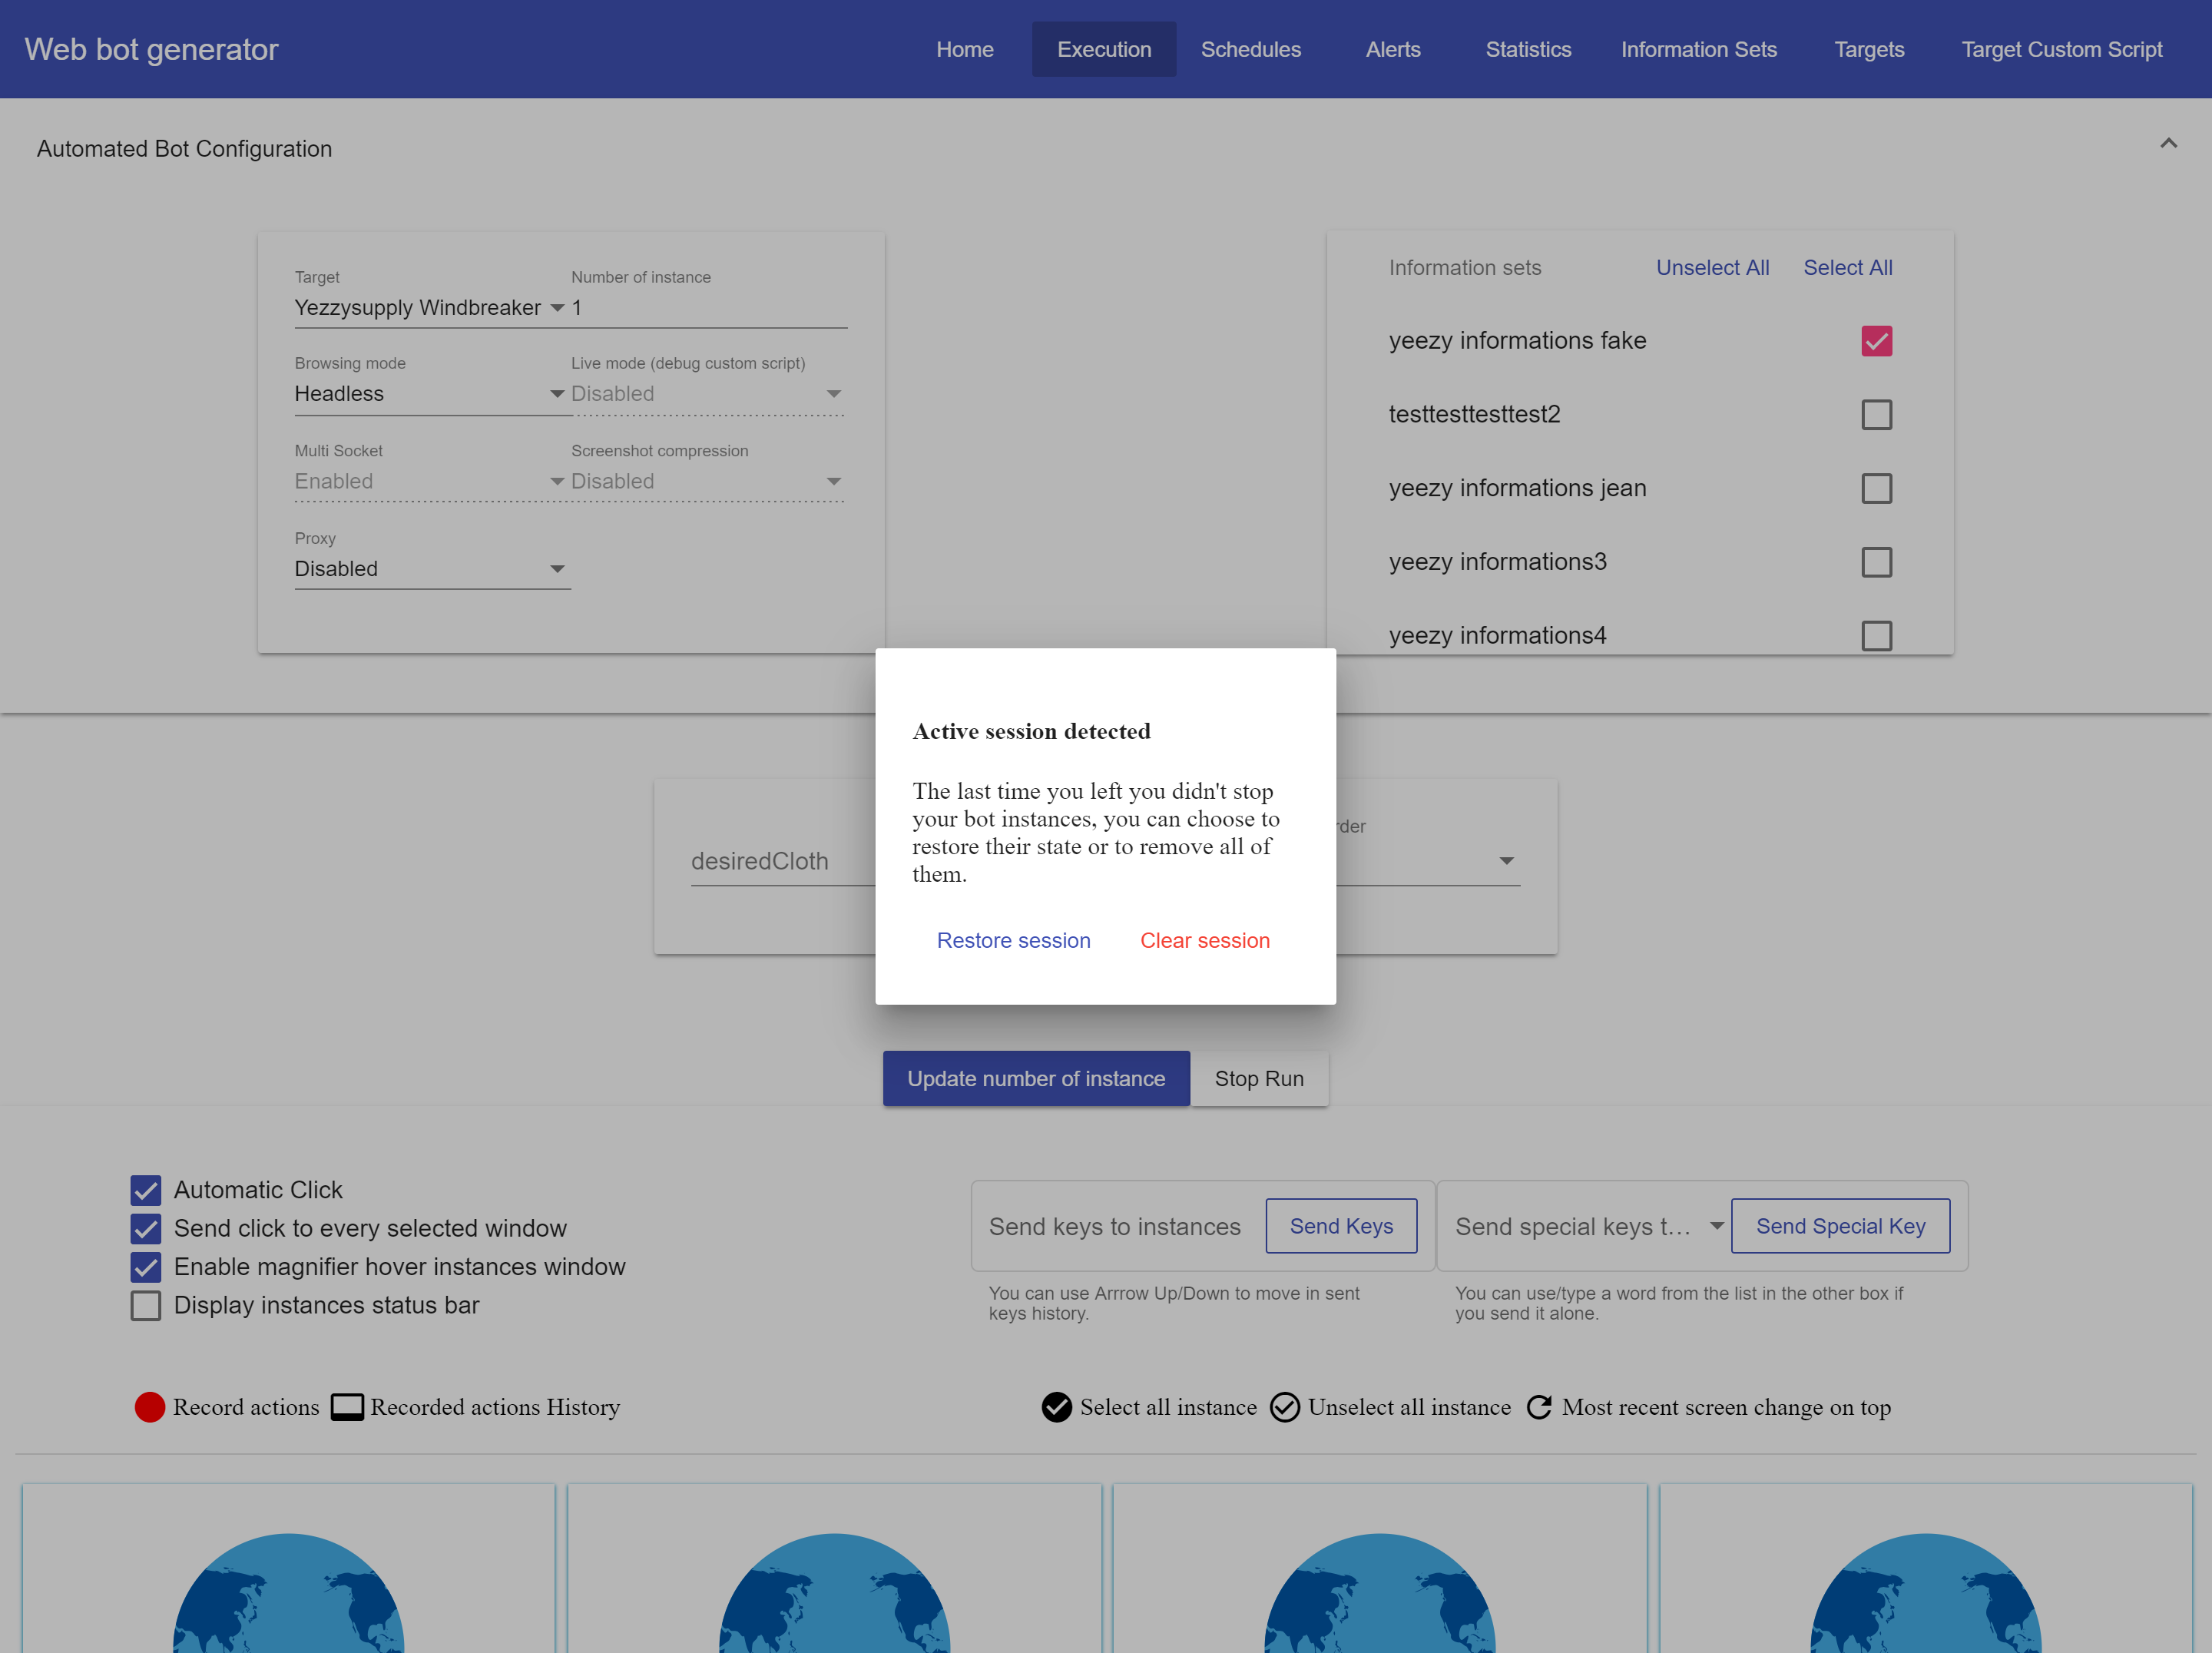 Web bot generator
Home Execution Schedules Alerts Statistics Information Sets Targets Target Custom Script
Automated Bot Configuration
Target Number of instance
Yezzysupply Windbreaker 1
Browsing mode Live mode (debug custom script)
Headless Disabled
Multi Socket Screenshot compression
Enabled Disabled
Proxy
Disabled
Information sets Unselect All Select All
yeezy informations fake
testtesttesttest2
yeezy informations jean
yeezy informations3
yeezy informations4
Active session detected
The last time you left you didn't stop
your bot instances, you can choose to
restore their state or to remove all of
them.
Restore session Clear session
desiredCloth
Update number of instance Stop Run
Automatic Click
Send click to every selected window
Enable magnifier hover instances window
Display instances status bar
Send keys to instances Send Keys
You can use Arrrow Up/Down to move in sent
keys history.
Send special keys t... Send Special Key
You can use/type a word from the list in the other box if
you send it alone.
Record actions Recorded actions History
Select all instance Unselect all instance Most recent screen change on top